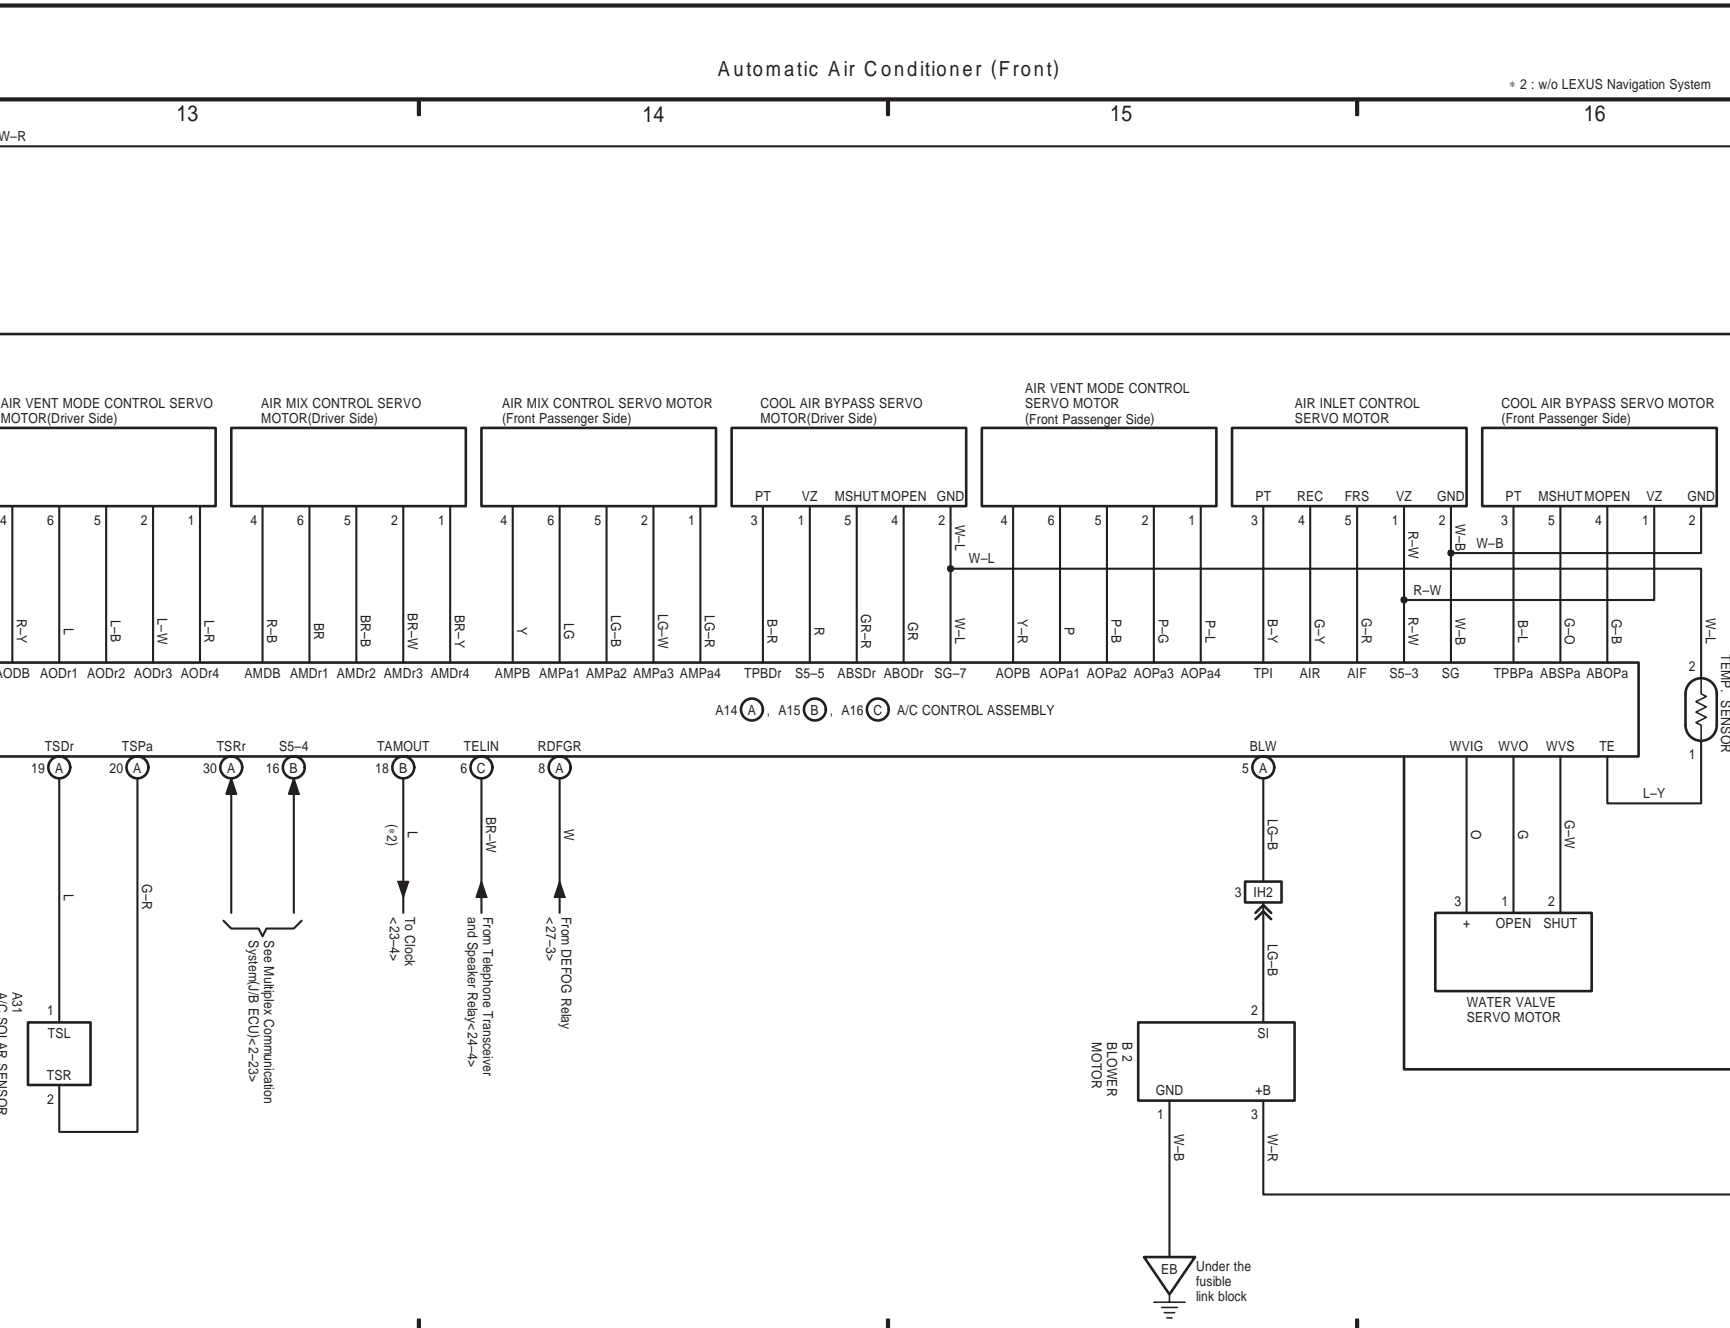 Automatic Air Conditioner (Front)
* 2 : w/o LEXUS Navigation System
13 14 15 16
W–R
AIR VENT MODE CONTROL SERVO
MOTOR(Driver Side)
AIR MIX CONTROL SERVO
MOTOR(Driver Side)
AIR MIX CONTROL SERVO MOTOR
(Front Passenger Side)
COOL AIR BYPASS SERVO
MOTOR(Driver Side)
AIR VENT MODE CONTROL
SERVO MOTOR
(Front Passenger Side)
AIR INLET CONTROL
SERVO MOTOR
COOL AIR BYPASS SERVO MOTOR
(Front Passenger Side)
PT VZ MSHUT MOPEN GND PT REC FRS VZ GND PT MSHUT MOPEN VZ GND
4 6 5 2 1 4 6 5 2 1 4 6 5 2 1 3 1 5 4 2 4 6 5 2 1 3 4 5 1 2 3 5 4 1 2
W–L R–W W–B
W–B
W–L
R–W
R–Y L L–B L–W L–R R–B BR BR–B BR–W BR–Y Y LG LG–B LG–W LG–R B–R R GR–R GR W–L Y–R P P–B P–G P–L B–Y G–Y G–R R–W W–B B–L G–O G–B W–L
AODB AODr1 AODr2 AODr3 AODr4 AMDB AMDr1 AMDr2 AMDr3 AMDr4 AMPB AMPa1 AMPa2 AMPa3 AMPa4 TPBDr S5–5 ABSDr ABODr SG–7 AOPB AOPa1 AOPa2 AOPa3 AOPa4 TPI AIR AIF S5–3 SG TPBPa ABSPa ABOPa
2
TEMP. SENSOR
1
A14 A , A15 B , A16 C A/C CONTROL ASSEMBLY
TSDr TSPa TSRr S5–4 TAMOUT TELIN RDFGR BLW WVIG WVO WVS TE
19 A 20 A 30 A 16 B 18 B 6 C 8 A 5 A
L–Y
L
(*2)
BR–W
W
LG–B
O
G
G–W
L
G–R
3 IH2
LG–B
3 1 2
+ OPEN SHUT
WATER VALVE
SERVO MOTOR
To Clock
<23–4>
From Telephone Transceiver
and Speaker Relay<24–4>
From DEFOG Relay
<27–3>
See Multiplex Communication
System(J/B ECU)<2–23>
A31
A/C SOLAR SENSOR
1
TSL
TSR
2
2
SI
B 2
BLOWER
MOTOR
GND +B
1 3
W–B W–R
EB
Under the
fusible
link block